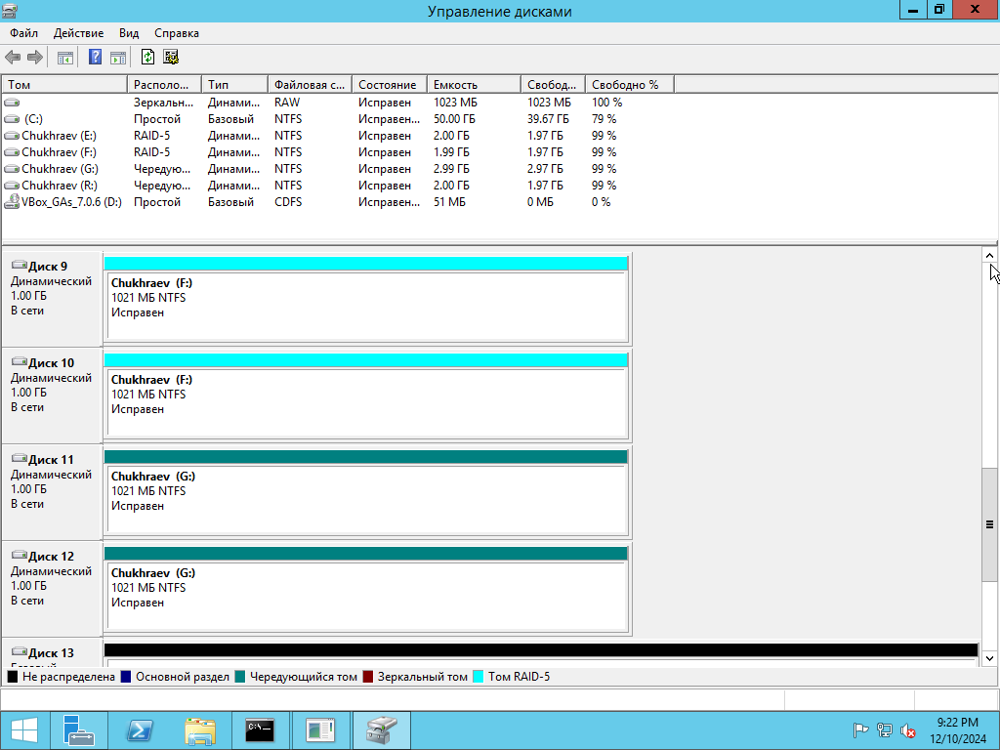 Управление дисками
Файл Действие Вид Справка
Том Располо... Тип Файловая с... Состояние Емкость Свобод... Свободно %
Зеркальн... Динами... RAW Исправен 1023 МБ 1023 МБ 100 %
(C:) Простой Базовый NTFS Исправен... 50.00 ГБ 39.67 ГБ 79 %
Chukhraev (E:) RAID-5 Динами... NTFS Исправен 2.00 ГБ 1.97 ГБ 99 %
Chukhraev (F:) RAID-5 Динами... NTFS Исправен 1.99 ГБ 1.97 ГБ 99 %
Chukhraev (G:) Чередую... Динами... NTFS Исправен 2.99 ГБ 2.97 ГБ 99 %
Chukhraev (R:) Чередую... Динами... NTFS Исправен 2.00 ГБ 1.97 ГБ 99 %
VBox_GAs_7.0.6 (D:) Простой Базовый CDFS Исправен... 51 МБ 0 МБ 0 %
Диск 9
Динамический
1.00 ГБ
В сети
Chukhraev (F:)
1021 МБ NTFS
Исправен
Диск 10
Динамический
1.00 ГБ
В сети
Chukhraev (F:)
1021 МБ NTFS
Исправен
Диск 11
Динамический
1.00 ГБ
В сети
Chukhraev (G:)
1021 МБ NTFS
Исправен
Диск 12
Динамический
1.00 ГБ
В сети
Chukhraev (G:)
1021 МБ NTFS
Исправен
Диск 13
Не распределена Основной раздел Чередующийся том Зеркальный том Том RAID-5
C:\
9:22 PM
12/10/2024